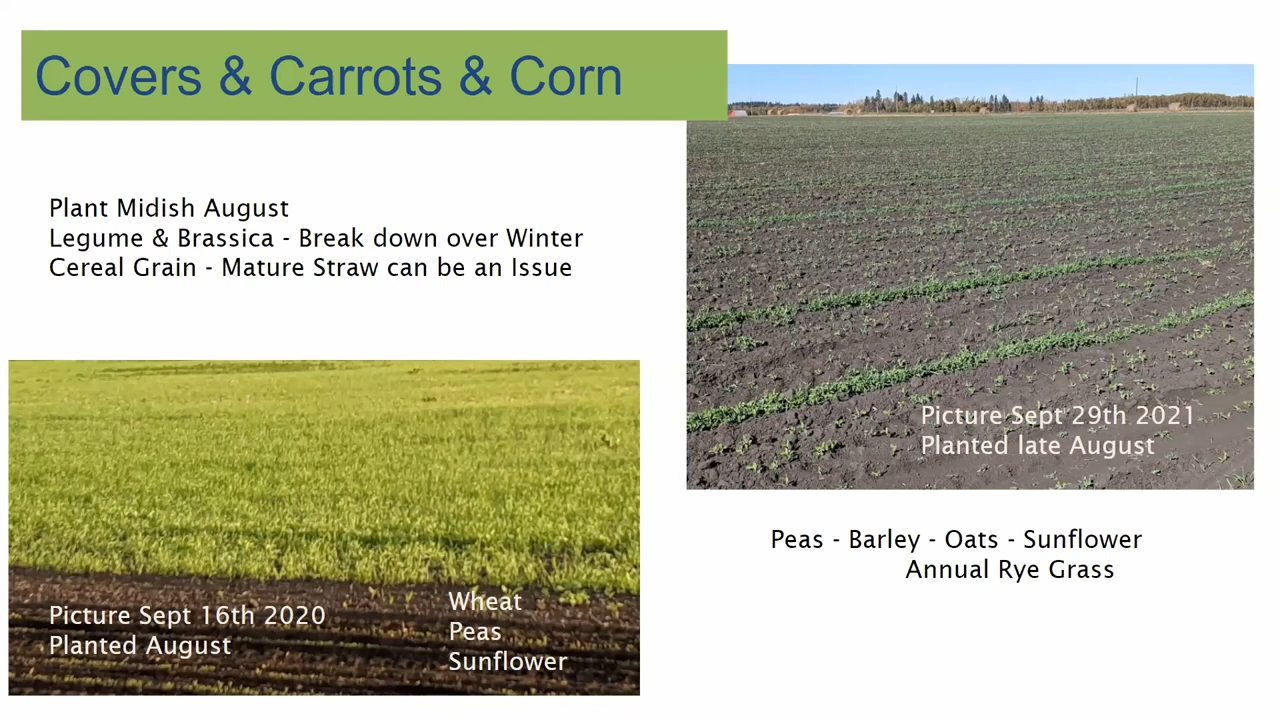 Covers & Carrots & Corn
Plant Midish August
Legume & Brassica - Break down over Winter
Cereal Grain - Mature Straw can be an Issue
Picture Sept 29th 2021
Planted late August
Peas - Barley - Oats - Sunflower
Annual Rye Grass
Picture Sept 16th 2020
Planted August
Wheat
Peas
Sunflower